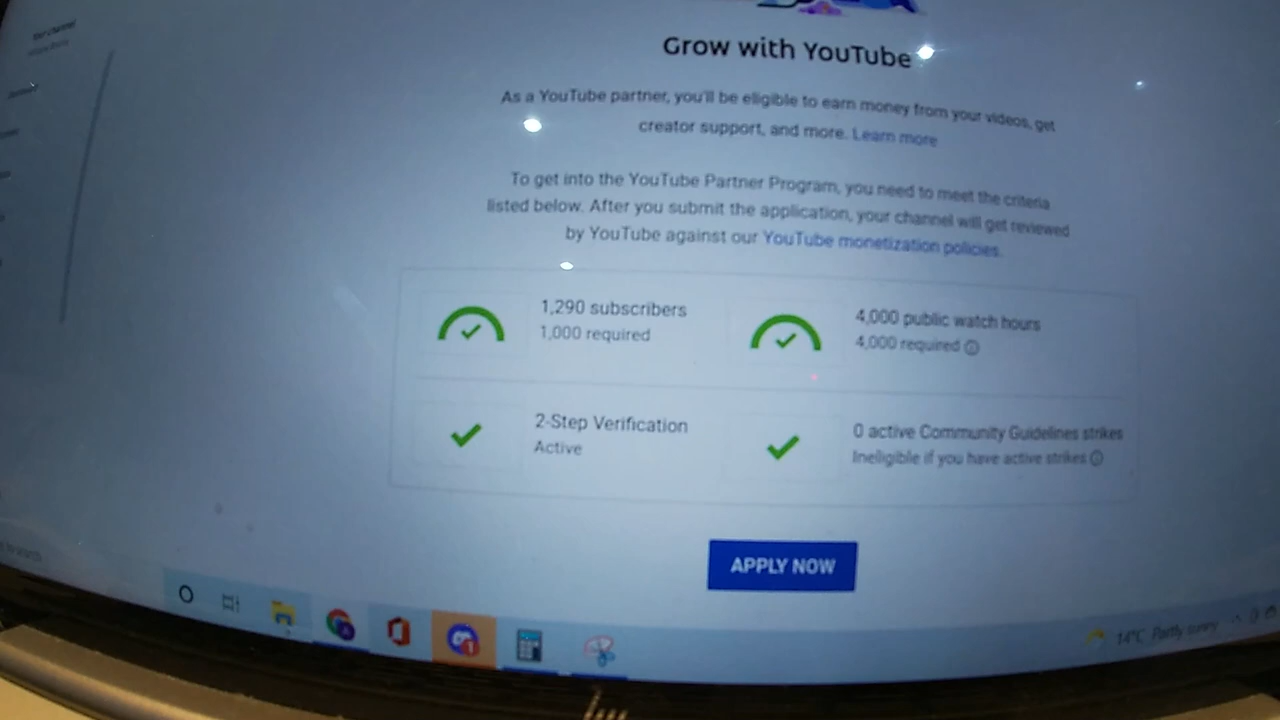 Grow with YouTube
As a YouTube partner, you'll be eligible to earn money from your videos, get
creator support, and more. Learn more
To get into the YouTube Partner Program, you need to meet the criteria
listed below. After you submit the application, your channel will get reviewed
by YouTube against our YouTube monetization policies.
1,290 subscribers
1,000 required
4,000 public watch hours
4,000 required
2-Step Verification
Active
0 active Community Guidelines strikes
Ineligible if you have active strikes
APPLY NOW
14°C Partly sunny